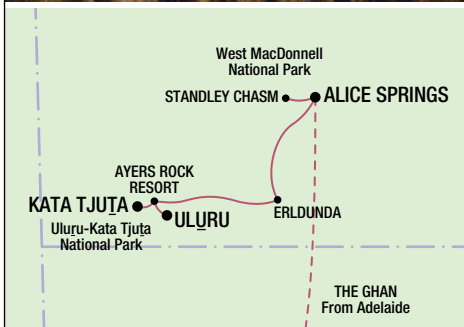 West MacDonnell
National Park
STANDLEY CHASM
ALICE SPRINGS
AYERS ROCK
RESORT
KATA TJUṮA
ULUṞU
ERLDUNDA
Uluṟu-Kata Tjuṯa
National Park
THE GHAN
From Adelaide